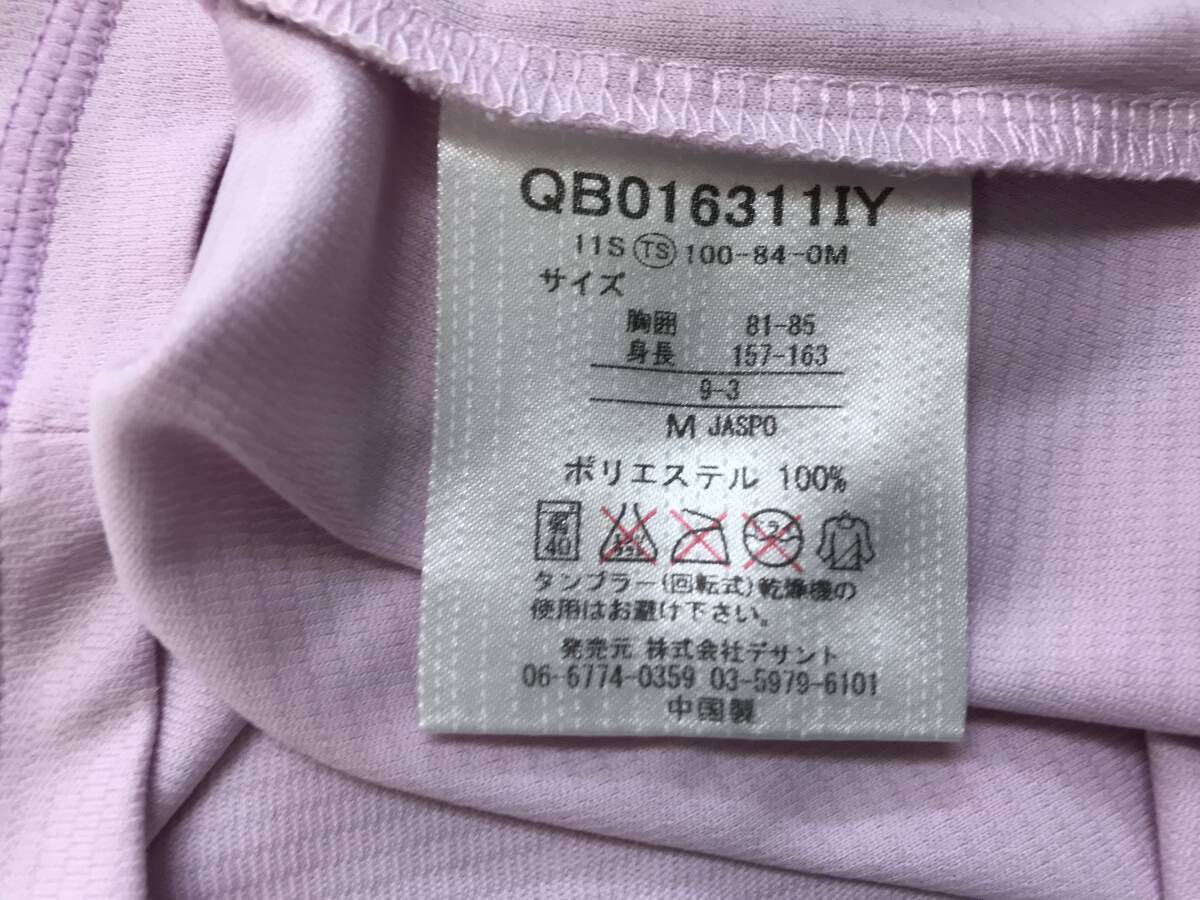 QB016311IY
11S TS 100-84-0M
サイズ
胸囲 81-85
身長 157-163
9-3
M JASPO
ポリエステル 100%
40
タンブラー(回転式)乾燥機の
使用はお避け下さい。
発売元 株式会社デサント
06-6774-0359 03-5979-6101
中国製